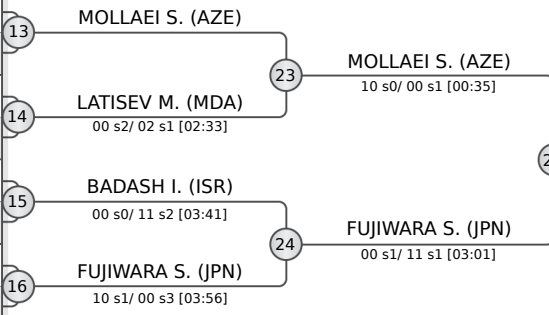 MOLLAEI S. (AZE)
13
23
MOLLAEI S. (AZE)
10 s0/ 00 s1 [00:35]
LATISEV M. (MDA)
14
00 s2/ 02 s1 [02:33]
BADASH I. (ISR)
15
00 s0/ 11 s2 [03:41]
24
FUJIWARA S. (JPN)
00 s1/ 11 s1 [03:01]
FUJIWARA S. (JPN)
16
10 s1/ 00 s3 [03:56]